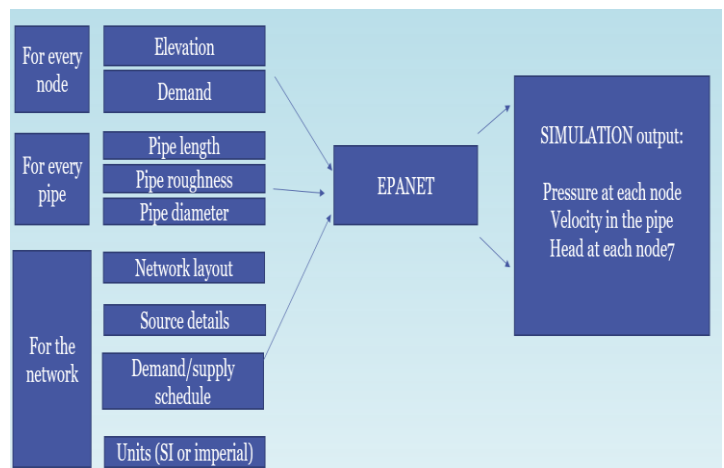 For every
node
Elevation
Demand
For every
pipe
Pipe length
Pipe roughness
Pipe diameter
For the
network
Network layout
Source details
Demand/supply
schedule
Units (SI or imperial)
EPANET
SIMULATION output:
Pressure at each node
Velocity in the pipe
Head at each node7